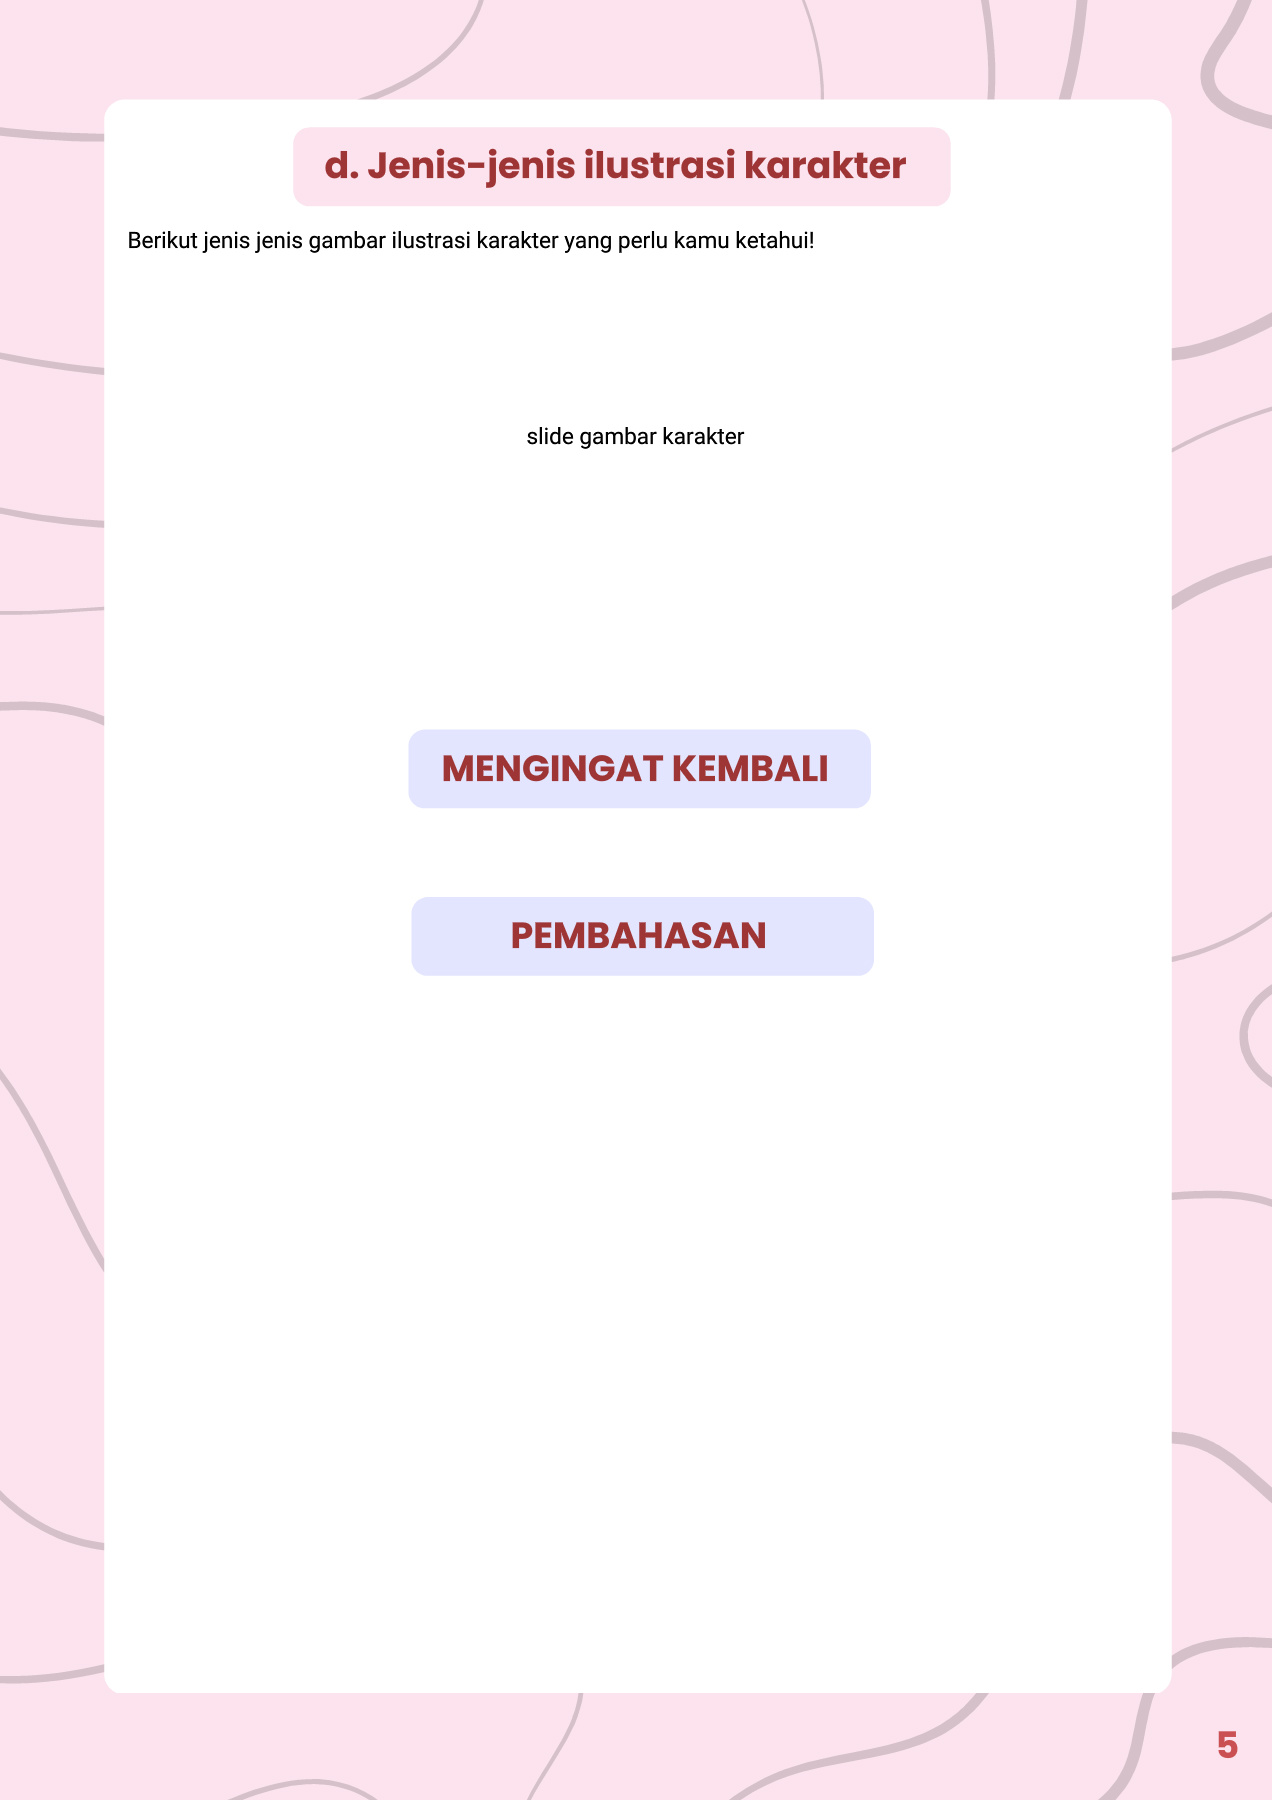 d. Jenis-jenis ilustrasi karakter
Berikut jenis jenis gambar ilustrasi karakter yang perlu kamu ketahui!
slide gambar karakter
MENGINGAT KEMBALI
PEMBAHASAN
5